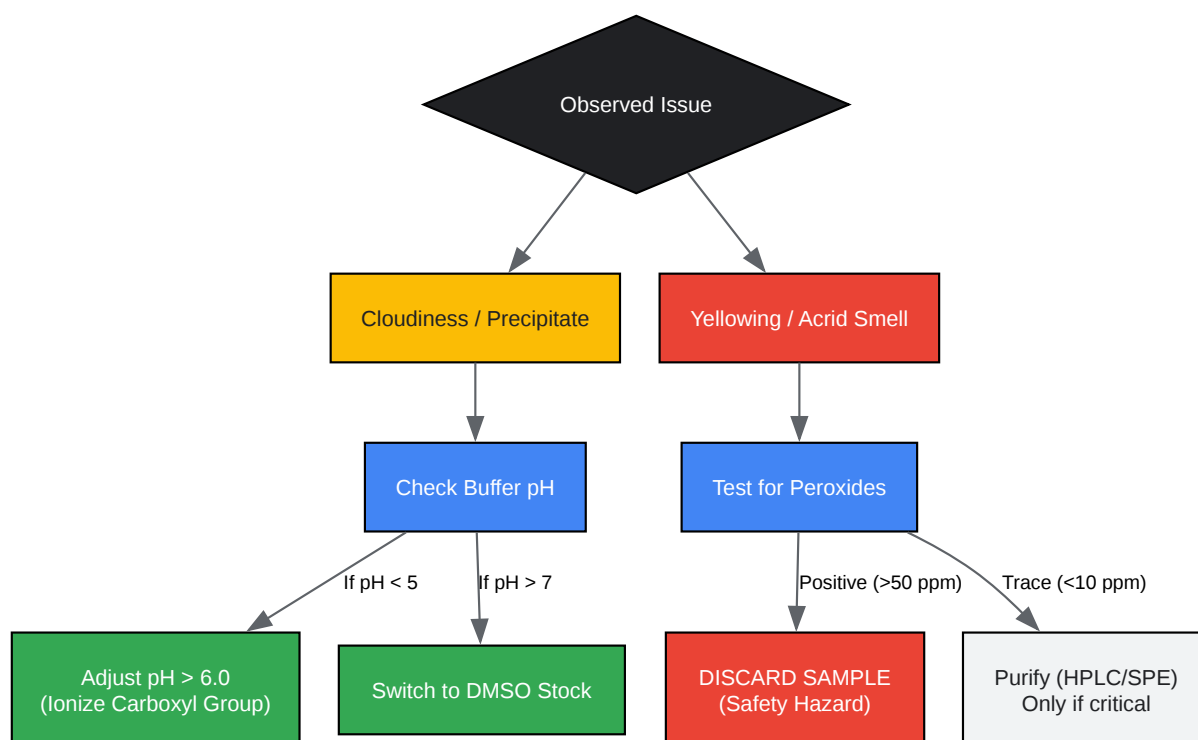 Observed Issue
Cloudiness / Precipitate
Yellowing / Acrid Smell
Check Buffer pH
Test for Peroxides
If pH < 5
If pH > 7
Positive (>50 ppm)
Trace (<10 ppm)
Adjust pH > 6.0
(Ionize Carboxyl Group)
Switch to DMSO Stock
DISCARD SAMPLE
(Safety Hazard)
Purify (HPLC/SPE)
Only if critical